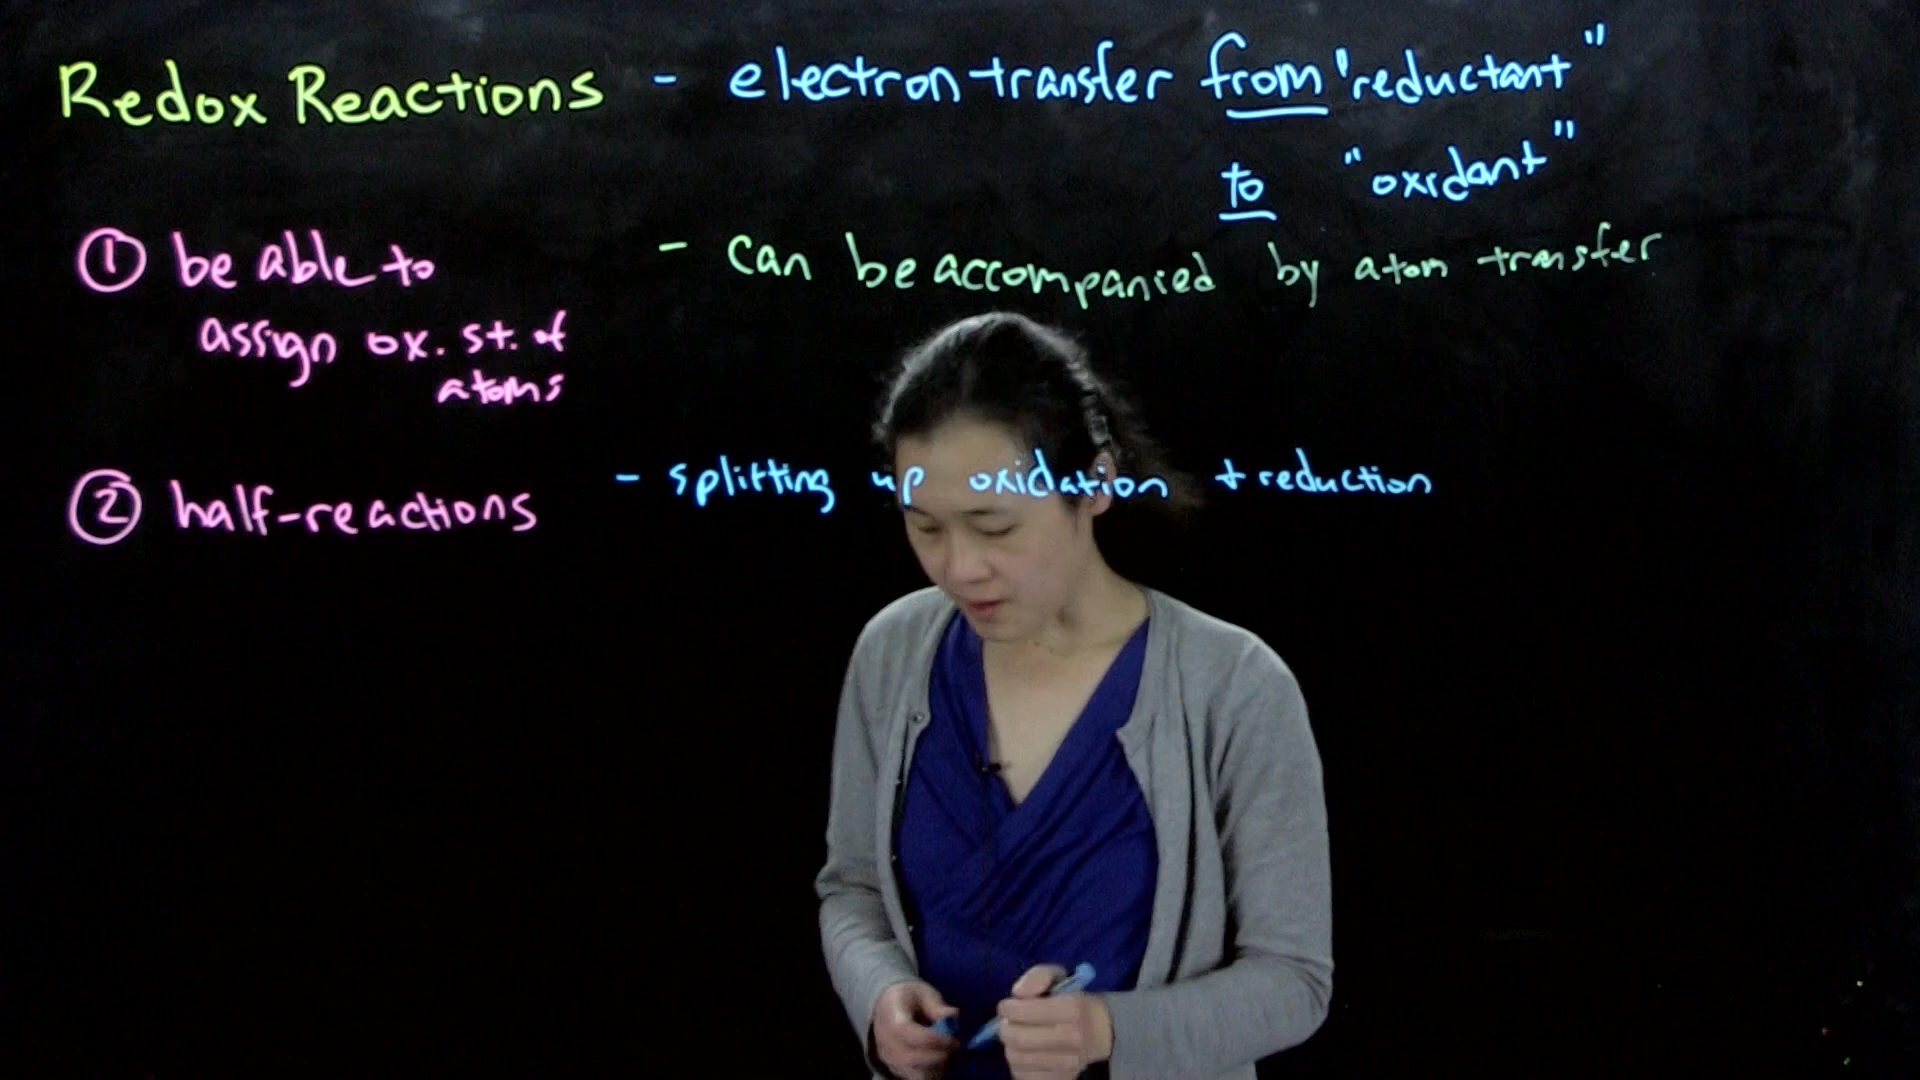 Redox Reactions - electron transfer from "reductant"
to "oxidant"
① be able to
assign ox. st. of
atoms
- can be accompanied by atom transfer
② half-reactions
- splitting up oxidation + reduction